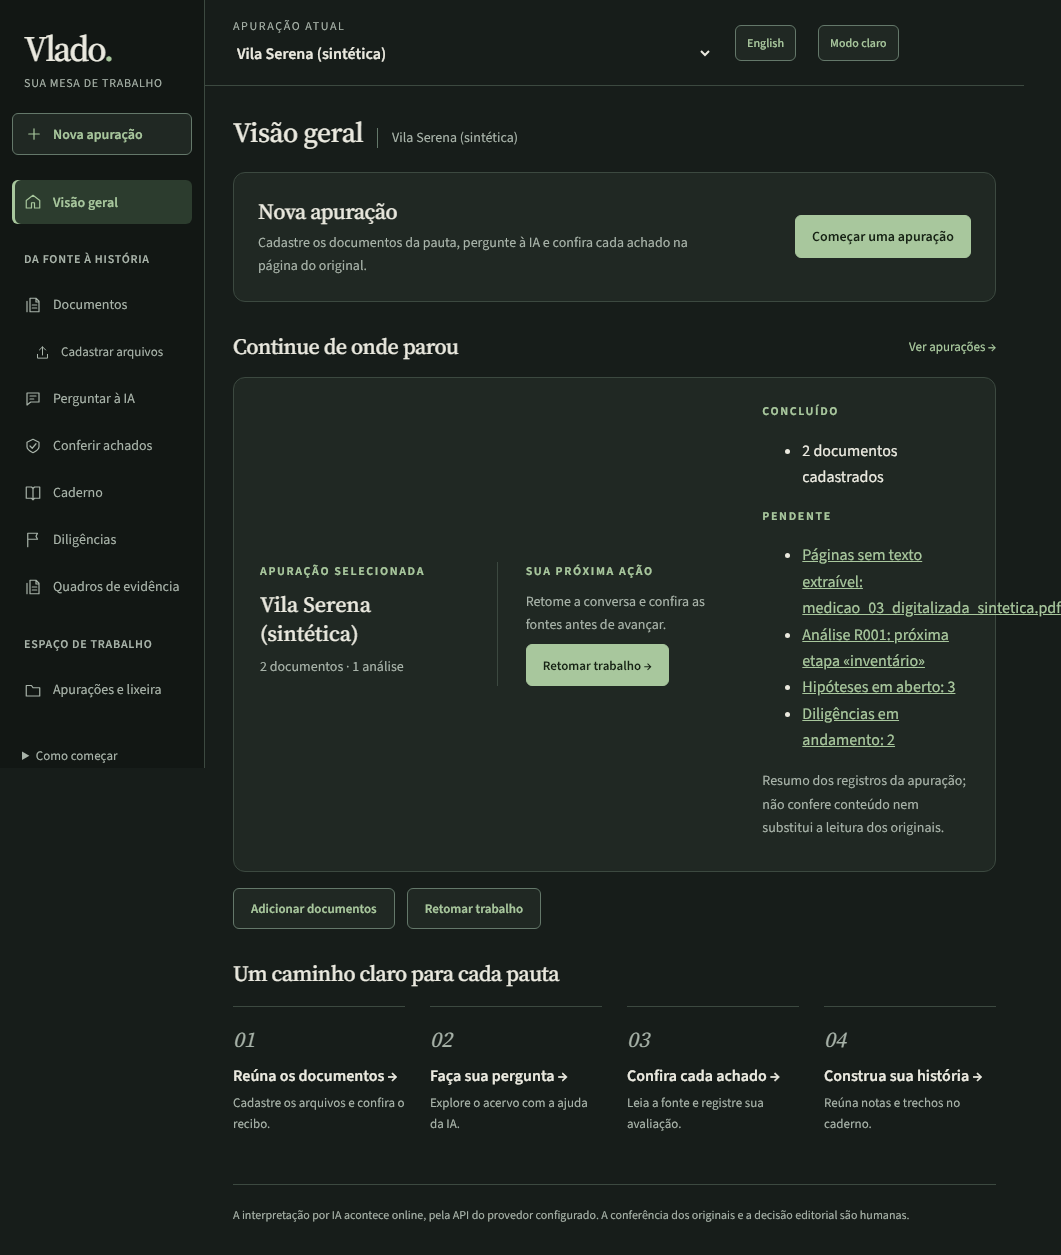 Vlado.
SUA MESA DE TRABALHO
Nova apuração
Visão geral
DA FONTE À HISTÓRIA
Documentos
Cadastrar arquivos
Perguntar à IA
Conferir achados
Caderno
Diligências
Quadros de evidência
ESPAÇO DE TRABALHO
Apurações e lixeira
Como começar
APURAÇÃO ATUAL
Vila Serena (sintética)
English
Modo claro
Visão geral
Vila Serena (sintética)
Nova apuração
Cadastre os documentos da pauta, pergunte à IA e confira cada achado na
página do original.
Começar uma apuração
Continue de onde parou
Ver apurações →
APURAÇÃO SELECIONADA
Vila Serena
(sintética)
2 documentos · 1 análise
SUA PRÓXIMA AÇÃO
Retome a conversa e confira as
fontes antes de avançar.
Retomar trabalho →
CONCLUÍDO
2 documentos
cadastrados
PENDENTE
Páginas sem texto
extraível:
medicao_03_digitalizada_sintetica.pdf
Análise R001: próxima
etapa «inventário»
Hipóteses em aberto: 3
Diligências em
andamento: 2
Resumo dos registros da apuração;
não confere conteúdo nem
substitui a leitura dos originais.
Adicionar documentos
Retomar trabalho
Um caminho claro para cada pauta
01
Reúna os documentos →
Cadastre os arquivos e confira o
recibo.
02
Faça sua pergunta →
Explore o acervo com a ajuda
da IA.
03
Confira cada achado →
Leia a fonte e registre sua
avaliação.
04
Construa sua história →
Reúna notas e trechos no
caderno.
A interpretação por IA acontece online, pela API do provedor configurado. A conferência dos originais e a decisão editorial são humanas.